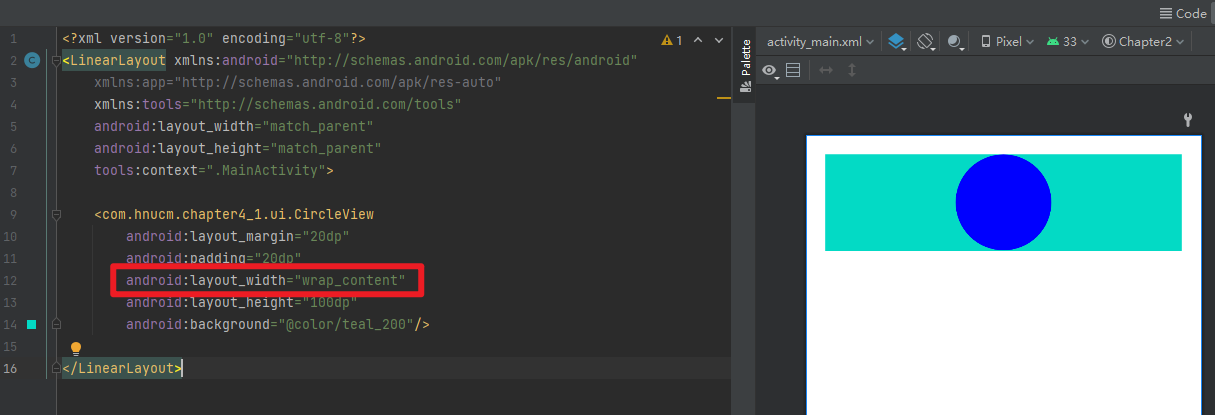 Code
1 <?xml version="1.0" encoding="utf-8"?>
2 C <LinearLayout xmlns:android="http://schemas.android.com/apk/res/android"
3 xmlns:app="http://schemas.android.com/apk/res-auto"
4 xmlns:tools="http://schemas.android.com/tools"
5 android:layout_width="match_parent"
6 android:layout_height="match_parent"
7 tools:context=".MainActivity">
8
9 <com.hnucm.chapter4_1.ui.CircleView
10 android:layout_margin="20dp"
11 android:padding="20dp"
12 android:layout_width="wrap_content"
13 android:layout_height="100dp"
14 android:background="@color/teal_200"/>
15
16 </LinearLayout>
1
Palette
activity_main.xml Pixel 33 Chapter2